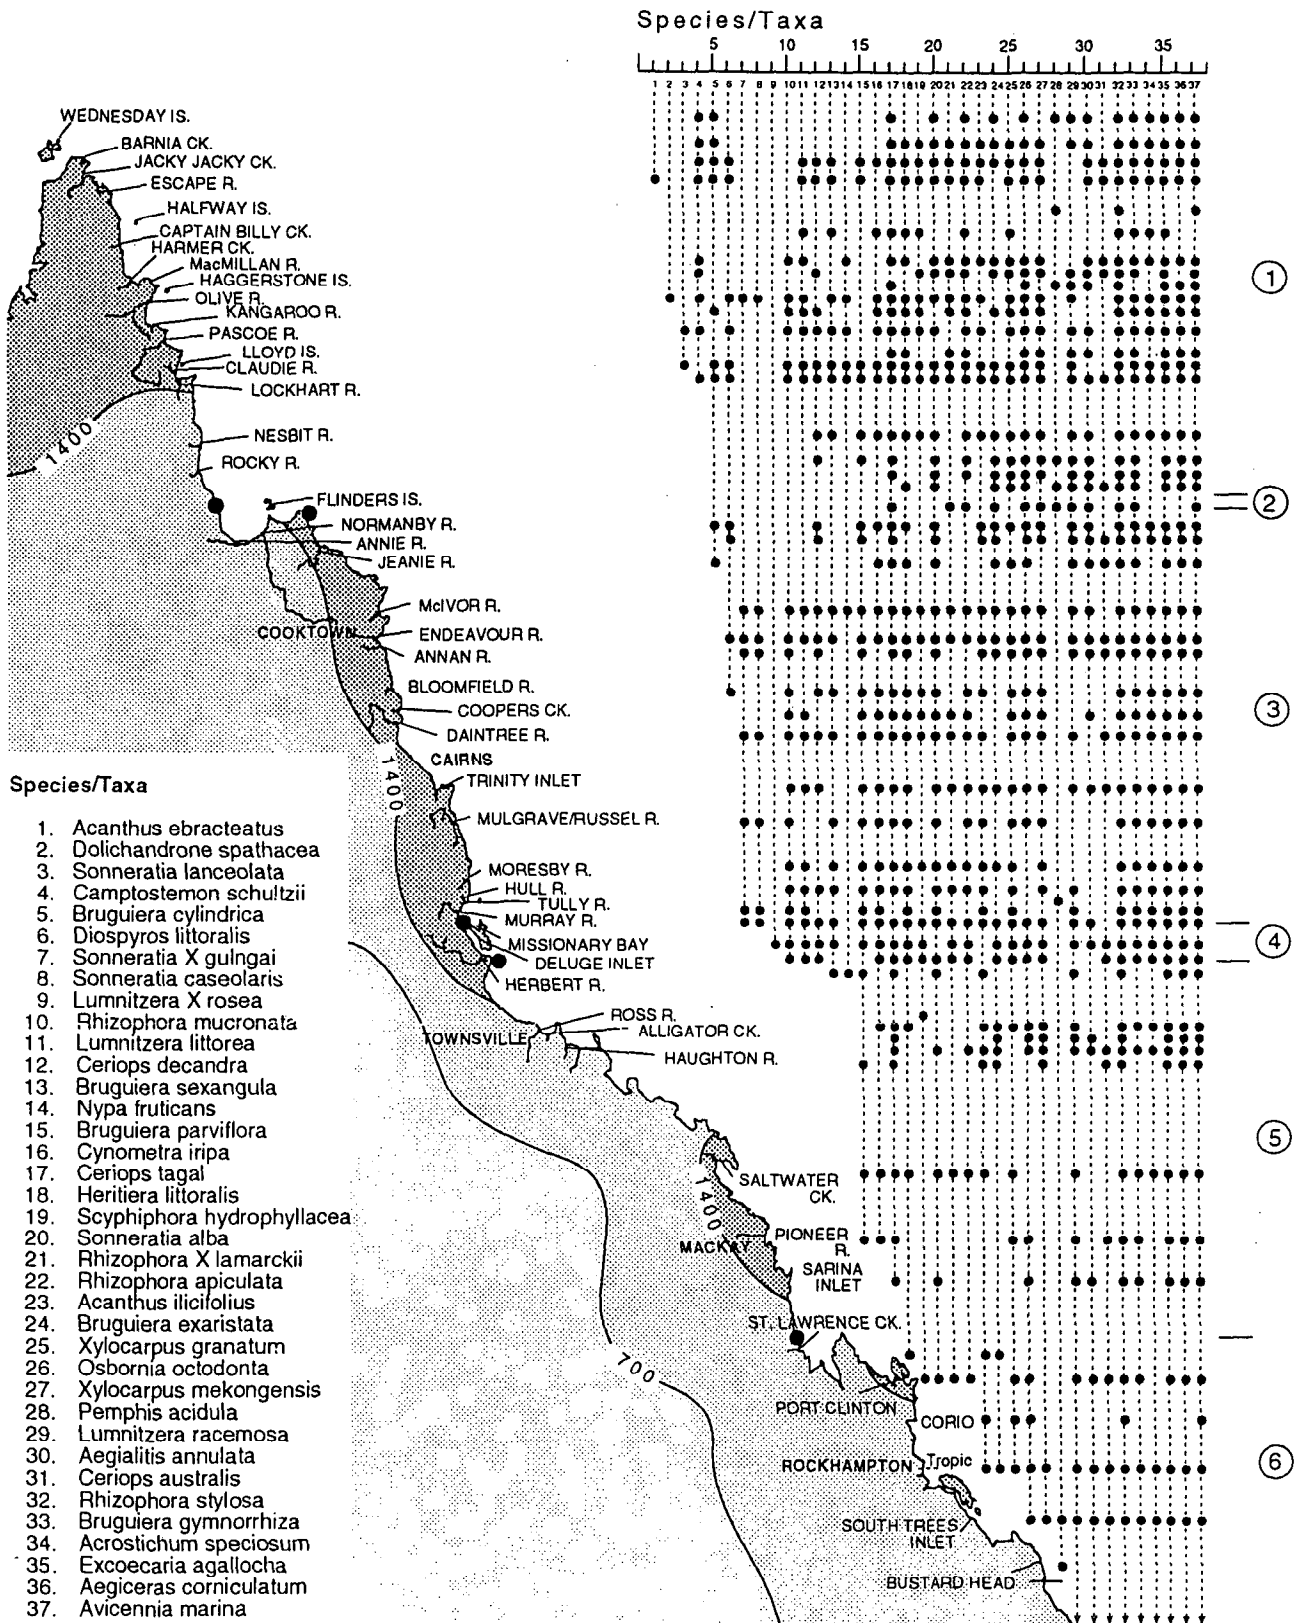 Species/Taxa
5 10 15 20 25 30 35
1 2 3 4 5 6 7 8 9 10 11 12 13 14 15 16 17 18 19 20 21 22 23 24 25 26 27 28 29 30 31 32 33 34 35 36 37
WEDNESDAY IS.
BARNIA CK.
JACKY JACKY CK.
ESCAPE R.
HALFWAY IS.
CAPTAIN BILLY CK.
HARMER CK.
MacMILLAN R.
HAGGERSTONE IS.
OLIVE R.
KANGAROO R.
PASCOE R.
LLOYD IS.
CLAUDIE R.
LOCKHART R.
1400
NESBIT R.
ROCKY R.
FLINDERS IS.
NORMANBY R.
ANNIE R.
JEANIE R.
McIVOR R.
COOKTOWN
ENDEAVOUR R.
ANNAN R.
BLOOMFIELD R.
COOPERS CK.
DAINTREE R.
CAIRNS
1400
TRINITY INLET
MULGRAVE/RUSSEL R.
MORESBY R.
HULL R.
TULLY R.
MURRAY R.
MISSIONARY BAY
DELUGE INLET
HERBERT R.
ROSS R.
TOWNSVILLE
ALLIGATOR CK.
HAUGHTON R.
SALTWATER
CK.
1400
MACKAY
PIONEER
R.
SARINA
INLET
ST. LAWRENCE CK.
700
PORT CLINTON
CORIO
ROCKHAMPTON
Tropic
SOUTH TREES
INLET
BUSTARD HEAD
1
2
3
4
5
6
Species/Taxa
1. Acanthus ebracteatus
2. Dolichandrone spathacea
3. Sonneratia lanceolata
4. Camptostemon schultzii
5. Bruguiera cylindrica
6. Diospyros littoralis
7. Sonneratia X gulngai
8. Sonneratia caseolaris
9. Lumnitzera X rosea
10. Rhizophora mucronata
11. Lumnitzera littorea
12. Ceriops decandra
13. Bruguiera sexangula
14. Nypa fruticans
15. Bruguiera parviflora
16. Cynometra iripa
17. Ceriops tagal
18. Heritiera littoralis
19. Scyphiphora hydrophyllacea
20. Sonneratia alba
21. Rhizophora X lamarckii
22. Rhizophora apiculata
23. Acanthus ilicifolius
24. Bruguiera exaristata
25. Xylocarpus granatum
26. Osbornia octodonta
27. Xylocarpus mekongensis
28. Pemphis acidula
29. Lumnitzera racemosa
30. Aegialitis annulata
31. Ceriops australis
32. Rhizophora stylosa
33. Bruguiera gymnorrhiza
34. Acrostichum speciosum
35. Excoecaria agallocha
36. Aegiceras corniculatum
37. Avicennia marina